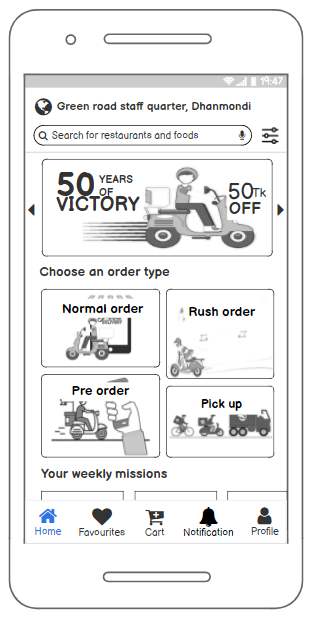 19:47
Green road staff quarter, Dhanmondi
Search for restaurants and foods
50 YEARS
OF
VICTORY
50Tk
OFF
Choose an order type
Normal order
Rush order
Pre order
Pick up
Your weekly missions
Home
Favourites
Cart
Notification
Profile